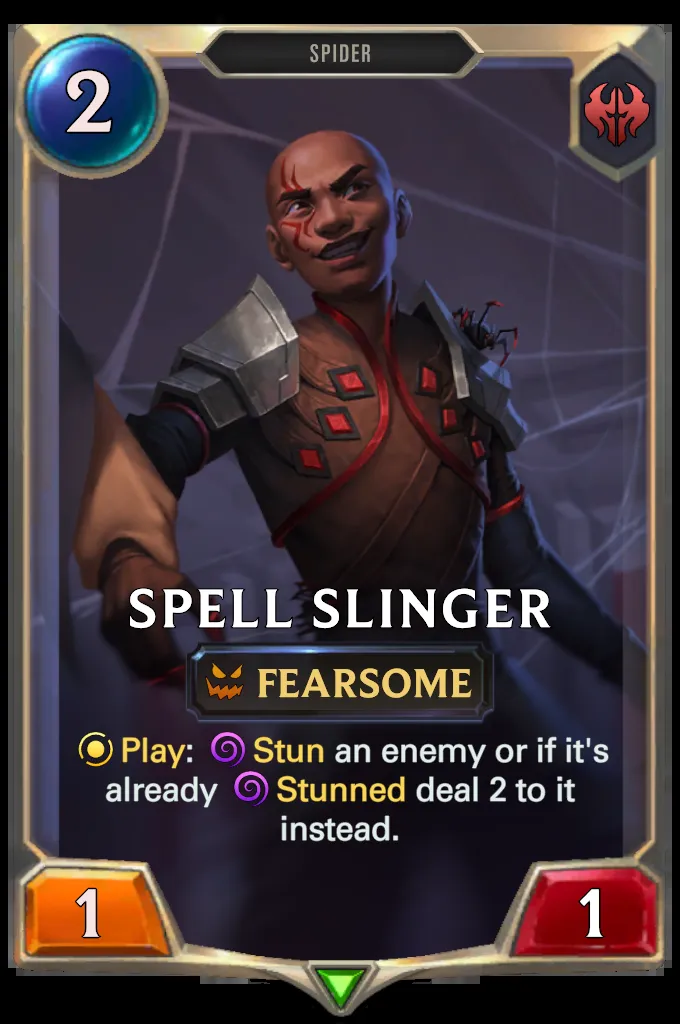 SPIDER
2
SPELL SLINGER
FEARSOME
Play: Stun an enemy or if it's
already Stunned deal 2 to it
instead.
1 1